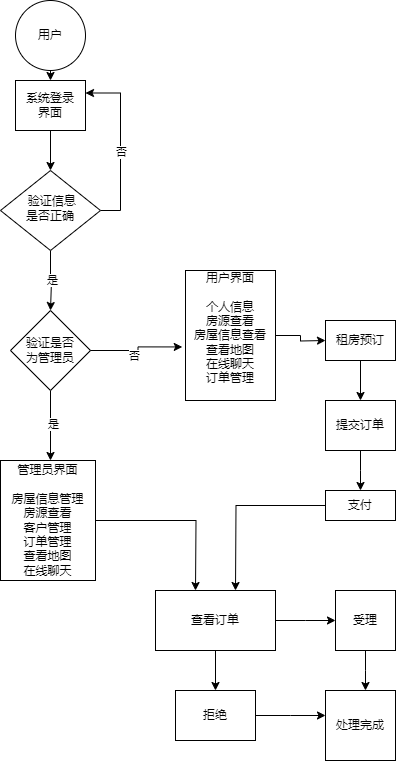 用户
系统登录
界面
否
验证信息
是否正确
是
用户界面
个人信息
房源查看
房屋信息查看
查看地图
在线聊天
订单管理
验证是否
为管理员
否
租房预订
提交订单
是
管理员界面
房屋信息管理
房源查看
客户管理
订单管理
查看地图
在线聊天
支付
查看订单
受理
拒绝
处理完成